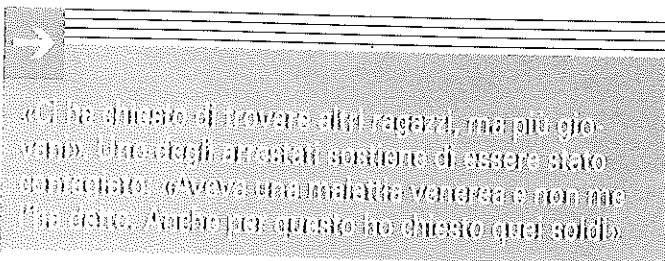 «Ci ha chiesto di trovare altri ragazzi, ma più gio-
vani». Uno degli arrestati sostiene di essere stato
contagiato: «Aveva una malattia venerea e non me
l'ha detto. Anche per questo ho chiesto quei soldi»